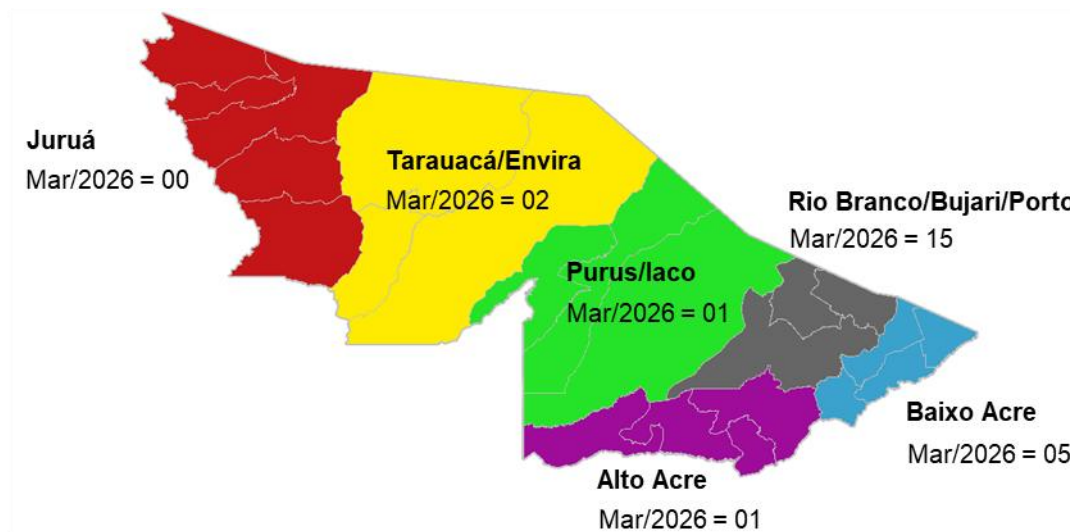 Juruá
Mar/2026 = 00
Tarauacá/Envira
Mar/2026 = 02
Rio Branco/Bujari/Porto
Mar/2026 = 15
Purus/Iaco
Mar/2026 = 01
Baixo Acre
Mar/2026 = 05
Alto Acre
Mar/2026 = 01